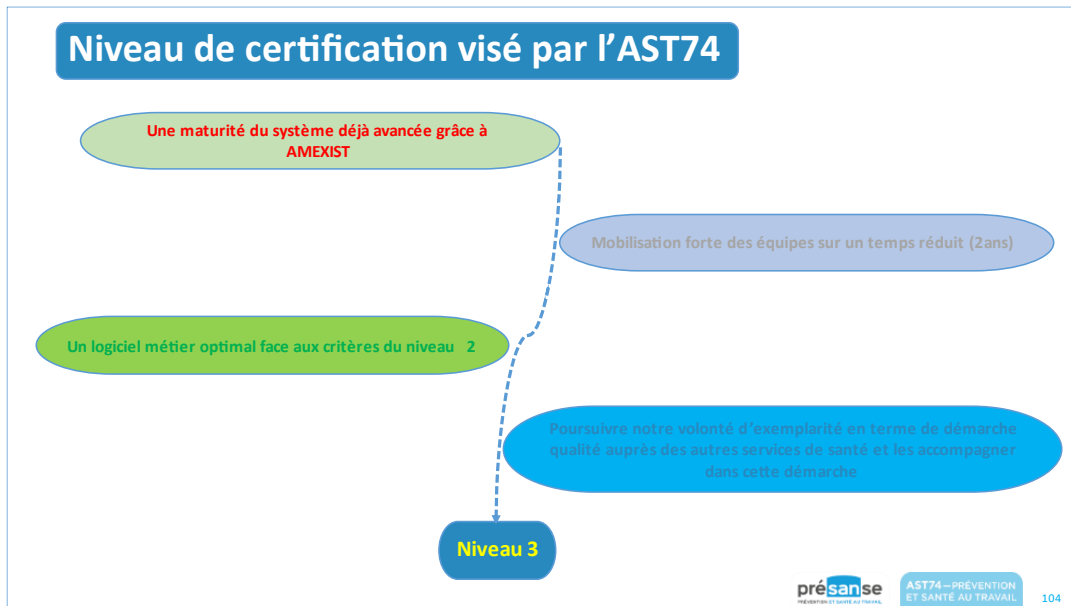 Niveau de certification visé par l'AST74
Une maturité du système déjà avancée grâce à
AMEXIST
Mobilisation forte des équipes sur un temps réduit (2ans)
Un logiciel métier optimal face aux critères du niveau 2
Poursuivre notre volonté d'exemplarité en terme de démarche
qualité auprès des autres services de santé et les accompagner
dans cette démarche
Niveau 3
présanse
PRÉVENTION ET SANTÉ AU TRAVAIL
AST74–PRÉVENTION
ET SANTÉ AU TRAVAIL
104